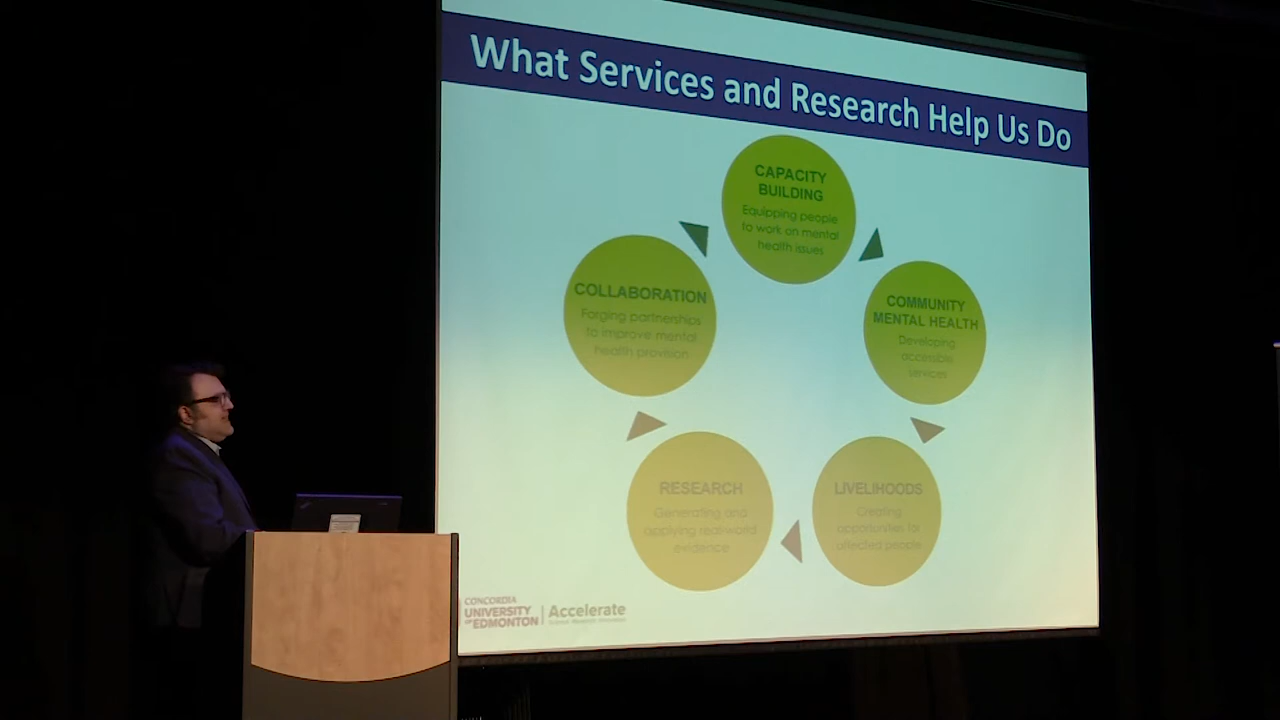 What Services and Research Help Us Do
CAPACITY
BUILDING
Equipping people
to work on mental
health issues
COLLABORATION
Forging partnerships
to improve mental
health provision
COMMUNITY
MENTAL HEALTH
Developing
accessible
services
RESEARCH
Generating and
applying real-world
evidence
LIVELIHOODS
Creating
opportunities for
affected people
CONCORDIA
UNIVERSITY
OF EDMONTON
Accelerate